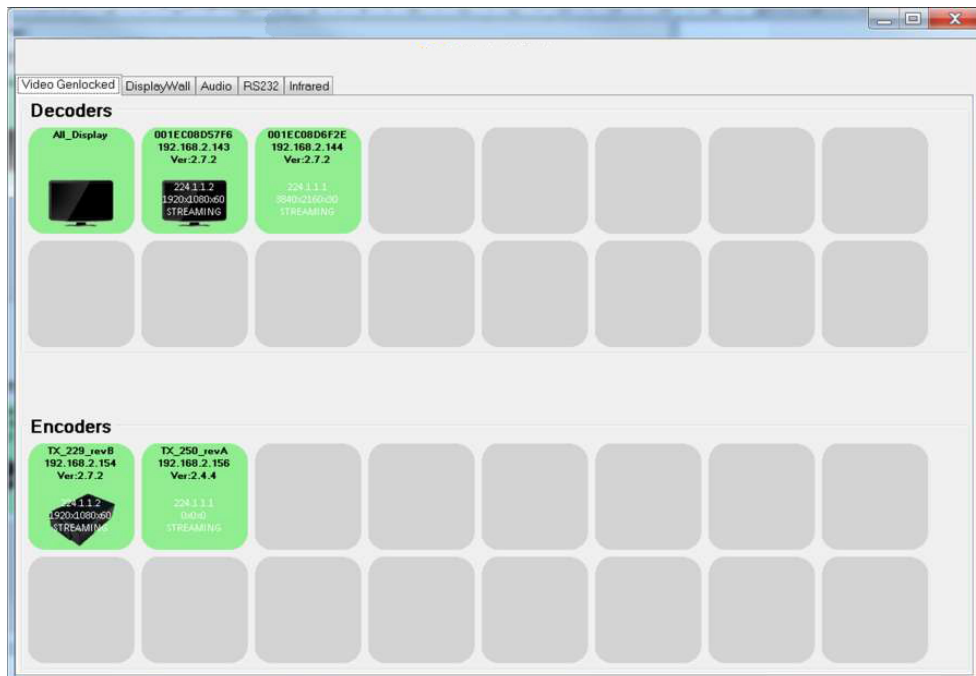 Video Genlocked DisplayWall Audio RS232 Infrared
Decoders
All_Display
001EC08D57F6
192.168.2.143
Ver:2.7.2
224.1.1.2
1920x1080x60
STREAMING
001EC08D6F2E
192.168.2.144
Ver:2.7.2
224.1.1.1
3840x2160x30
STREAMING
Encoders
TX_229_revB
192.168.2.154
Ver:2.7.2
224.1.1.2
1920x1080x60
STREAMING
TX_250_revA
192.168.2.156
Ver:2.4.4
224.1.1.1
0x0x0
STREAMING